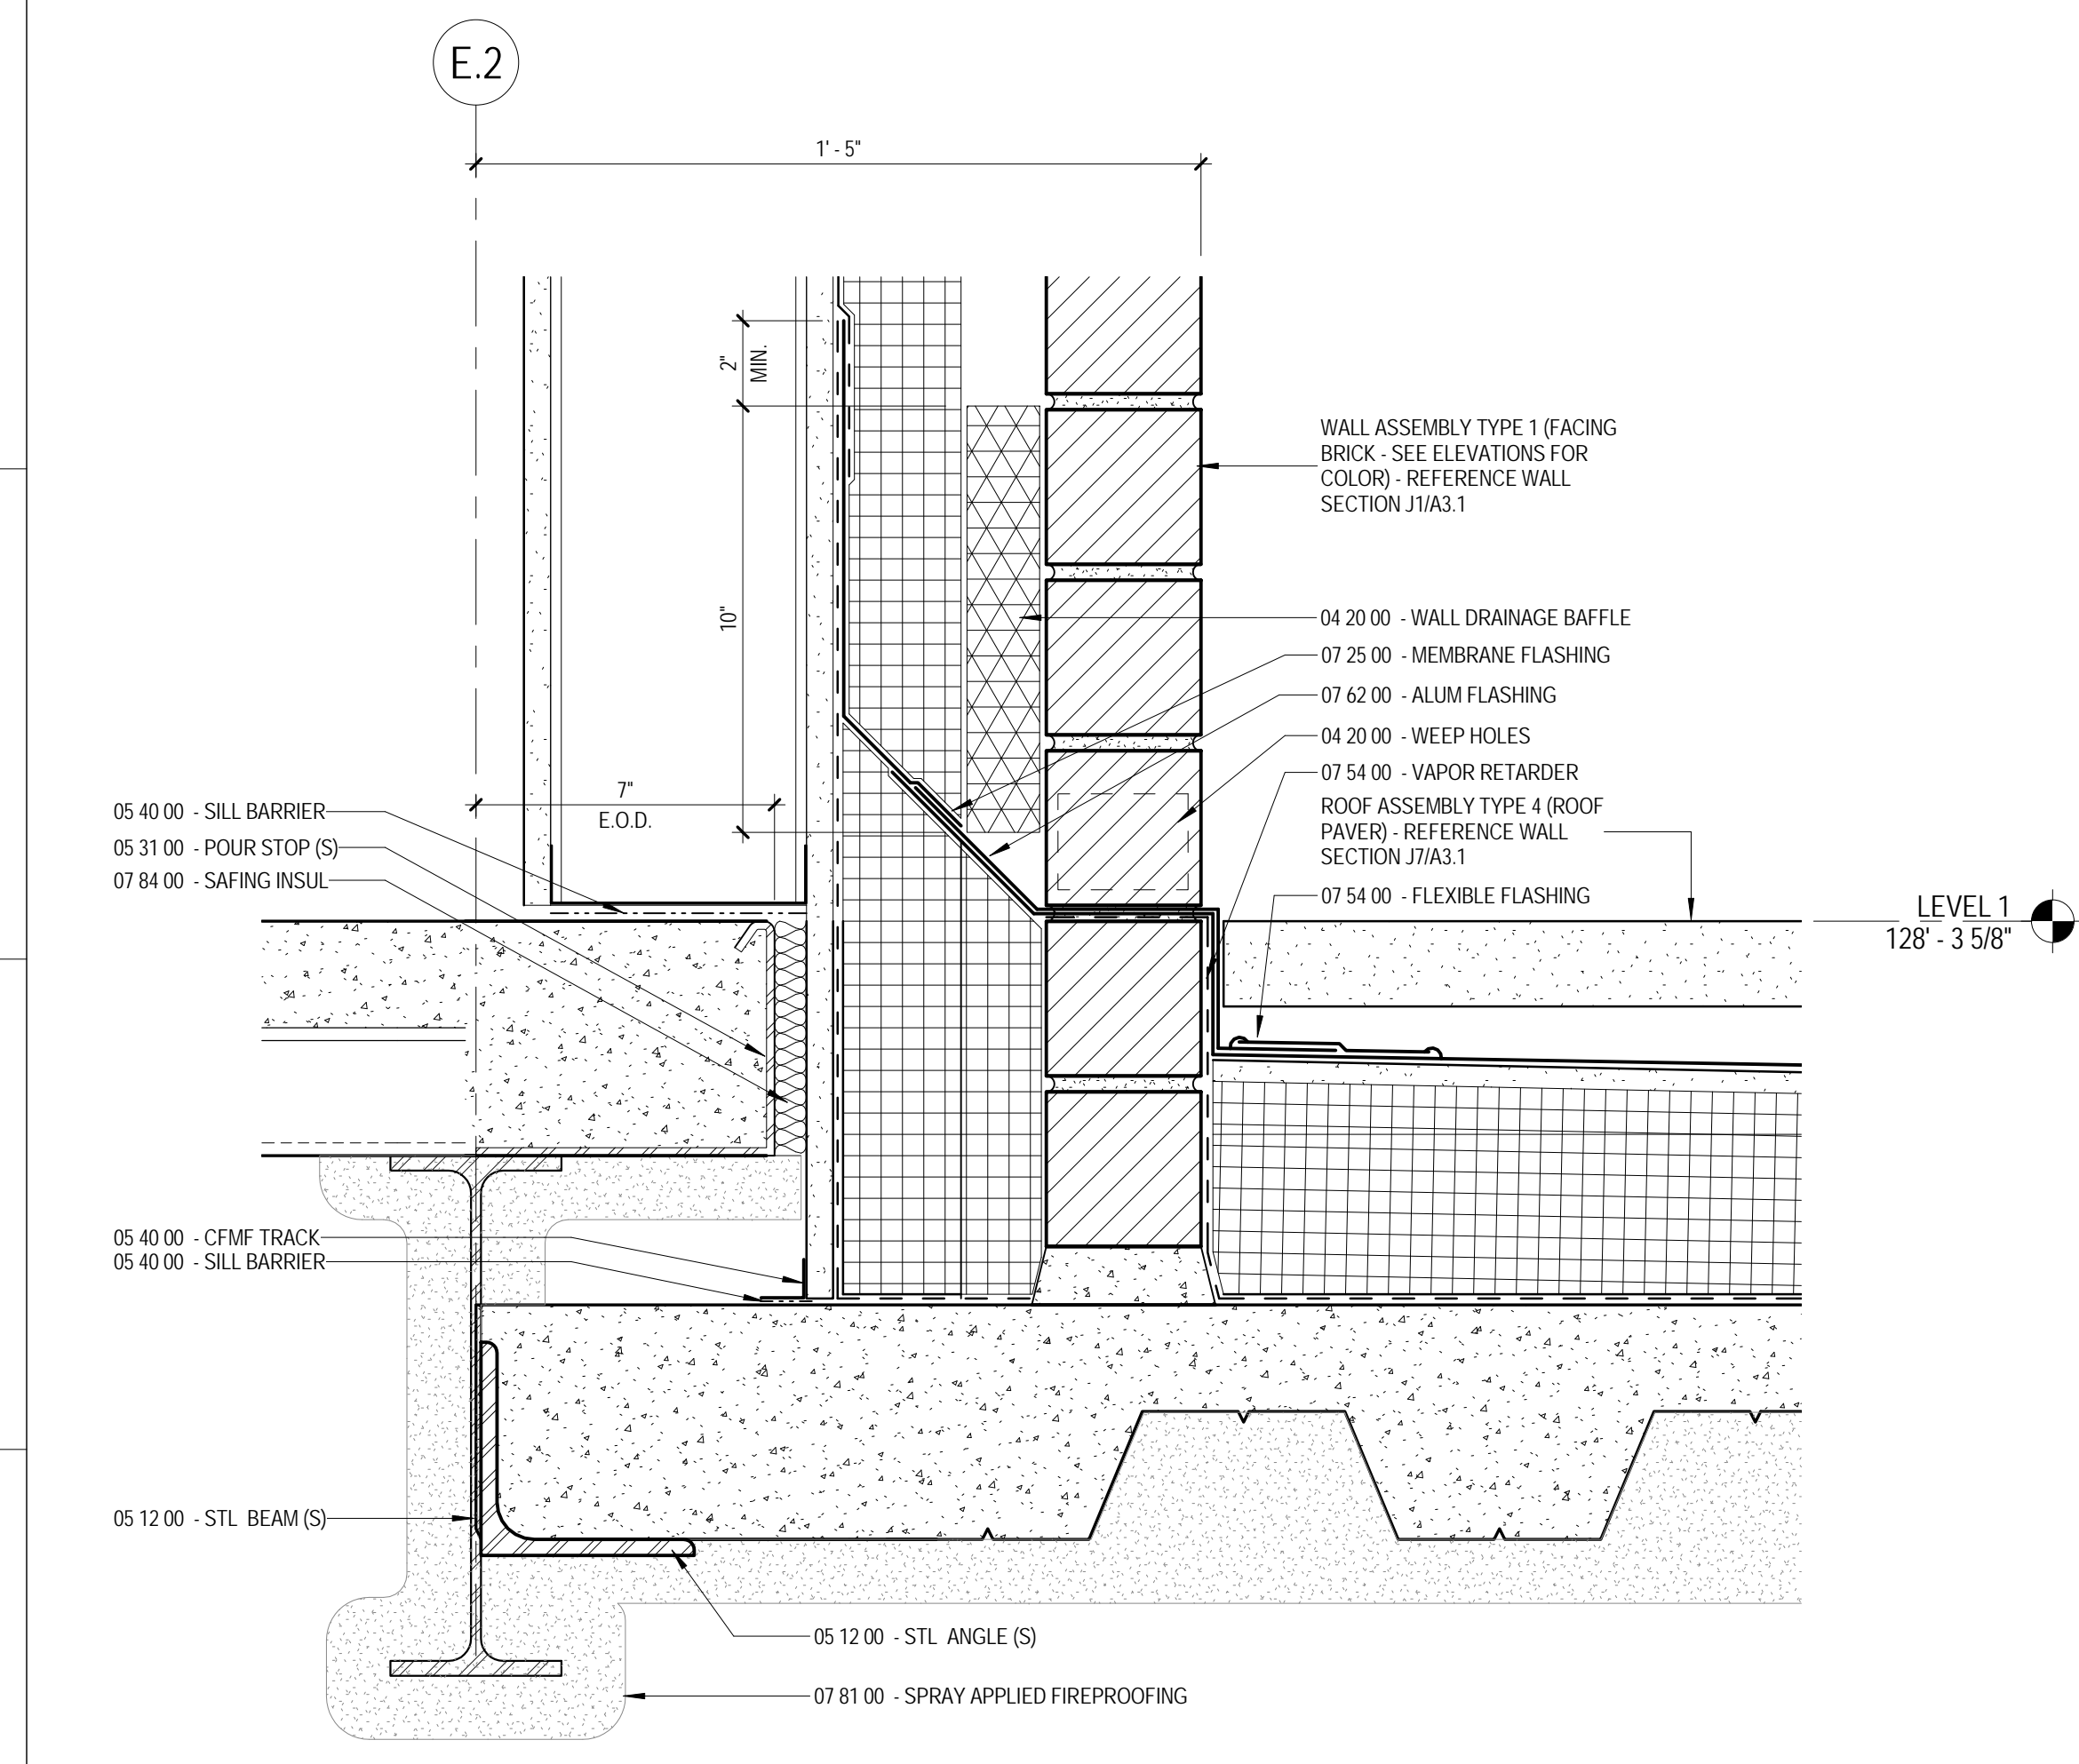 E.2
1' - 5"
2"
MIN.
10"
7"
E.O.D.
WALL ASSEMBLY TYPE 1 (FACING
BRICK - SEE ELEVATIONS FOR
COLOR) - REFERENCE WALL
SECTION J1/A3.1
04 20 00 - WALL DRAINAGE BAFFLE
07 25 00 - MEMBRANE FLASHING
07 62 00 - ALUM FLASHING
04 20 00 - WEEP HOLES
07 54 00 - VAPOR RETARDER
ROOF ASSEMBLY TYPE 4 (ROOF
PAVER) - REFERENCE WALL
SECTION J7/A3.1
07 54 00 - FLEXIBLE FLASHING
LEVEL 1
128' - 3 5/8"
05 40 00 - SILL BARRIER
05 31 00 - POUR STOP (S)
07 84 00 - SAFING INSUL
05 40 00 - CFMF TRACK
05 40 00 - SILL BARRIER
05 12 00 - STL BEAM (S)
05 12 00 - STL ANGLE (S)
07 81 00 - SPRAY APPLIED FIREPROOFING